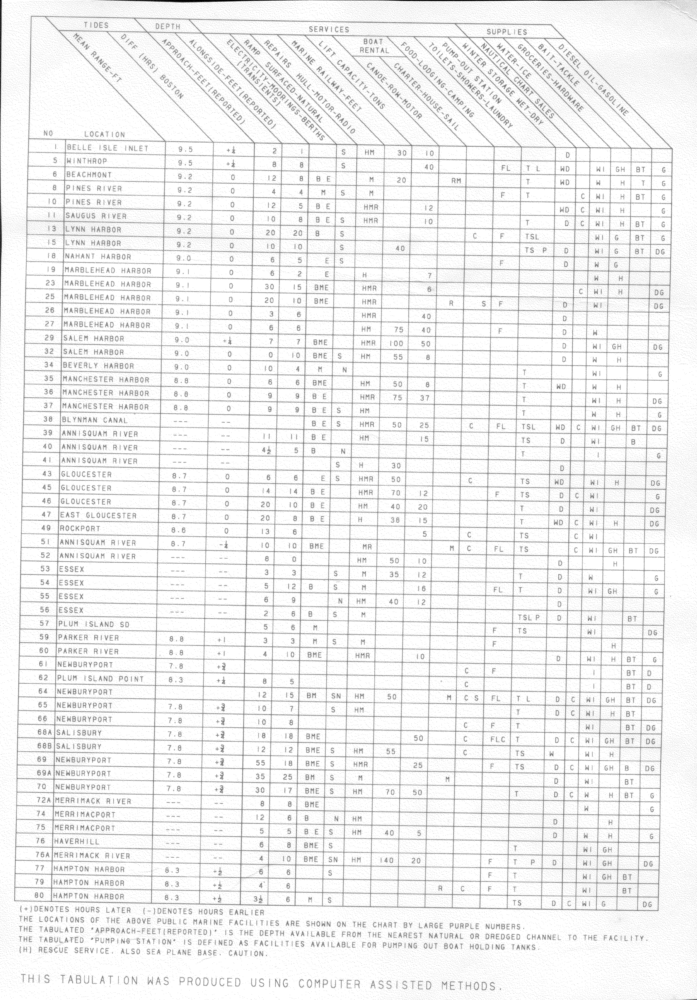 TIDES DEPTH SERVICES SUPPLIES
BOAT
RENTAL
MEAN RANGE-FT
DIFF (HRS) BOSTON
APPROACH-FEET(REPORTED)
ALONGSIDE-FEET(REPORTED)
ELECTRICITY-MOORINGS-BERTHS
(TRANSIENTS)
RAMP SURFACED-NATURAL
REPAIRS HULL-MOTOR-RADIO
MARINE RAILWAY-FEET
LIFT CAPACITY-TONS
CANOE-ROW-MOTOR
CHARTER-HOUSE-SAIL
FOOD-LODGING-CAMPING
TOILETS-SHOWERS-LAUNDRY
PUMP-OUT STATION
WINTER STORAGE WET-DRY
NAUTICAL CHART SALES
WATER-ICE
GROCERIES-HARDWARE
BAIT-TACKLE
DIESEL OIL-GASOLINE
NO LOCATION
1 BELLE ISLE INLET 9.5 +¼ 2 1 S HM 30 10 D
5 WINTHROP 9.5 +¼ 8 8 S 40 FL T L WD WI GH BT G
6 BEACHMONT 9.2 0 12 8 B E M 20 RM T WD W H T G
8 PINES RIVER 9.2 0 4 4 M S M F T C WI H BT G
10 PINES RIVER 9.2 0 12 5 B E HMR 12 WD C WI H G
11 SAUGUS RIVER 9.2 0 10 8 B E S HMR 10 T D C WI H BT G
13 LYNN HARBOR 9.2 0 20 20 B S C F TSL WI G BT G
15 LYNN HARBOR 9.2 0 10 10 S 40 TS P D WI G BT DG
18 NAHANT HARBOR 9.0 0 6 5 E S F D W G
19 MARBLEHEAD HARBOR 9.1 0 6 2 E H 7 W H
23 MARBLEHEAD HARBOR 9.1 0 30 15 BME HMR 6 C WI H DG
25 MARBLEHEAD HARBOR 9.1 0 20 10 BME HMR R S F D WI DG
26 MARBLEHEAD HARBOR 9.1 0 3 6 HMR 40 D
27 MARBLEHEAD HARBOR 9.1 0 6 6 HM 75 40 F D W
29 SALEM HARBOR 9.0 +¼ 7 7 BME HMR 100 50 D WI GH DG
32 SALEM HARBOR 9.0 0 0 10 BME S HM 55 8 D W H
34 BEVERLY HARBOR 9.0 0 10 4 M N T WI G
35 MANCHESTER HARBOR 8.8 0 6 6 BME HM 50 8 T WD W H
36 MANCHESTER HARBOR 8.8 0 9 9 B E HMR 75 37 T WI H DG
37 MANCHESTER HARBOR 8.8 0 9 9 B E S HM T W H G
38 BLYNMAN CANAL --- -- B E S HMR 50 25 C FL TSL WD C WI GH BT DG
39 ANNISQUAM RIVER --- -- 11 11 B E HM 15 TS D WI B
40 ANNISQUAM RIVER --- -- 4½ 5 B N T I G
41 ANNISQUAM RIVER --- -- S H 30 D
43 GLOUCESTER 8.7 0 6 6 E S HMR 50 C TS WD WI H DG
45 GLOUCESTER 8.7 0 14 14 B E HMR 70 12 F TS D C WI G
46 GLOUCESTER 8.7 0 20 10 B E HM 40 20 T D WI DG
47 EAST GLOUCESTER 8.7 0 20 8 B E H 38 15 T WD C WI H DG
49 ROCKPORT 8.6 0 13 6 5 C TS C WI
51 ANNISQUAM RIVER 8.7 -¼ 10 10 BME MR M C FL TS C WI GH BT DG
52 ANNISQUAM RIVER --- -- 8 0 HM 50 10 D H
53 ESSEX --- -- 3 3 S M 35 12 T D W G
54 ESSEX --- -- 5 12 B S M 16 FL T D WI GH G
55 ESSEX --- -- 6 9 N HM 40 12 D
56 ESSEX --- -- 2 6 B S M TSL P D WI BT
57 PLUM ISLAND SD 5 6 M F TS WI DG
59 PARKER RIVER 8.8 +1 3 3 M S M F H
60 PARKER RIVER 8.8 +1 4 10 BME HMR 10 D WI H BT G
61 NEWBURYPORT 7.8 +¾ C F I BT D
62 PLUM ISLAND POINT 8.3 +¼ 8 5 C I BT D
64 NEWBURYPORT 12 15 BM SN HM 50 M C S FL T L D C WI GH BT DG
65 NEWBURYPORT 7.8 +¾ 10 7 S HM T D C WI H BT
66 NEWBURYPORT 7.8 +¾ 10 8 C F T WI BT DG
68A SALISBURY 7.8 +¾ 18 18 BME 50 C FLC T D C WI GH BT DG
68B SALISBURY 7.8 +¾ 12 12 BME S HM 55 C TS W WI H
69 NEWBURYPORT 7.8 +¾ 55 18 BME S HMR 25 F TS D C WI GH B DG
69A NEWBURYPORT 7.8 +¾ 35 25 BM S M M D WI BT
70 NEWBURYPORT 7.8 +¾ 30 17 BME S HM 70 50 T D C W H BT G
72A MERRIMACK RIVER --- -- 8 8 BME W G
74 MERRIMACPORT --- -- 12 6 B N HM D H
75 MERRIMACPORT --- -- 5 5 B E S HM 40 5 D W H G
76 HAVERHILL --- -- 6 8 BME S T WI GH
76A MERRIMACK RIVER --- -- 4 10 BME SN HM 140 20 F T P D WI GH DG
77 HAMPTON HARBOR 8.3 +½ 6 6 S F T WI GH BT
79 HAMPTON HARBOR 8.3 +½ 4 6 R C F T WI BT
80 HAMPTON HARBOR 8.3 +½ 3½ 6 M S TS D C WI G DG
(+)DENOTES HOURS LATER (-)DENOTES HOURS EARLIER
THE LOCATIONS OF THE ABOVE PUBLIC MARINE FACILITIES ARE SHOWN ON THE CHART BY LARGE PURPLE NUMBERS.
THE TABULATED "APPROACH-FEET(REPORTED)" IS THE DEPTH AVAILABLE FROM THE NEAREST NATURAL OR DREDGED CHANNEL TO THE FACILITY.
THE TABULATED "PUMPING STATION" IS DEFINED AS FACILITIES AVAILABLE FOR PUMPING OUT BOAT HOLDING TANKS.
(H) RESCUE SERVICE. ALSO SEA PLANE BASE. CAUTION.
THIS TABULATION WAS PRODUCED USING COMPUTER ASSISTED METHODS.